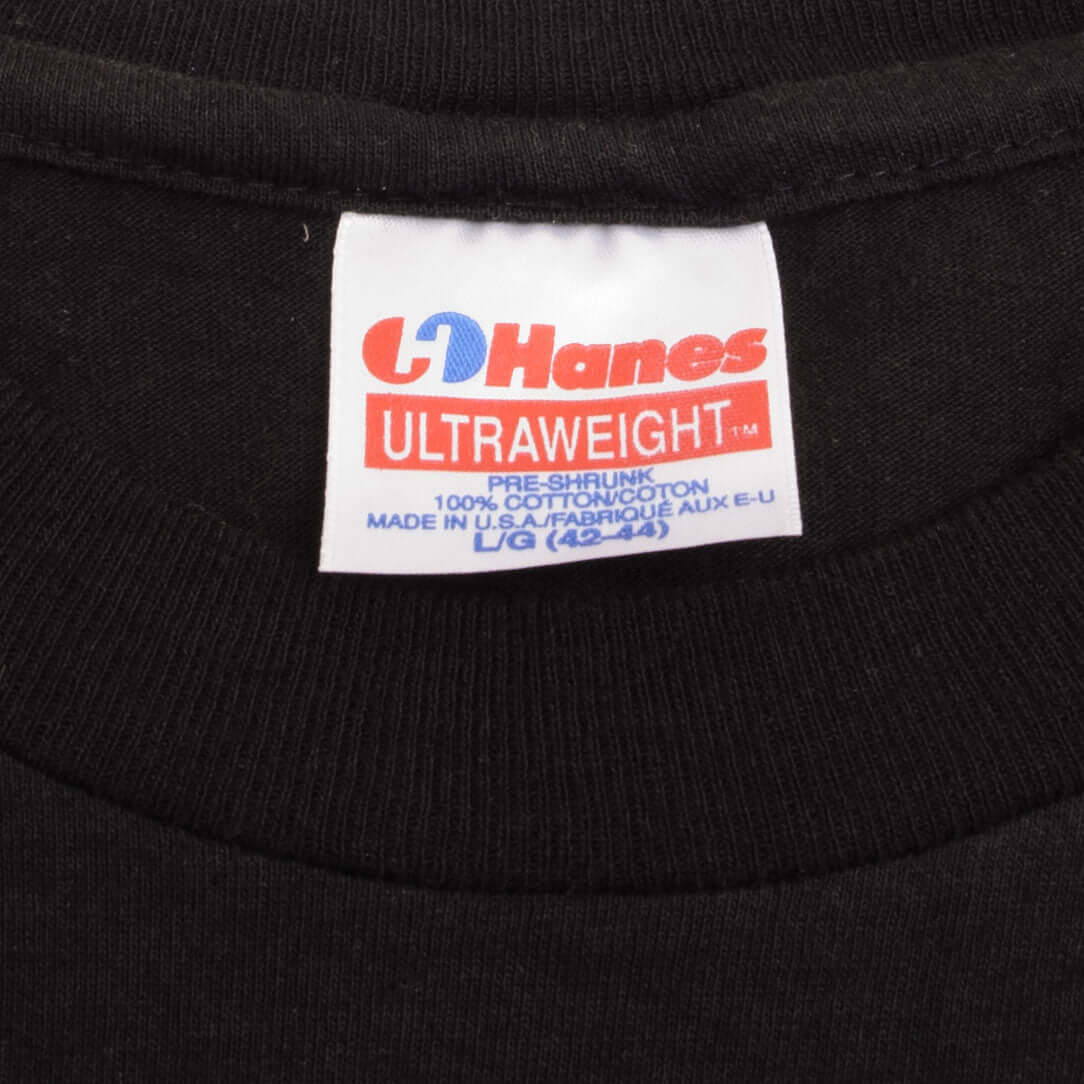 Hanes
ULTRAWEIGHT™
PRE-SHRUNK
100% COTTON/COTON
MADE IN U.S.A./FABRIQUÉ AUX E-U
L/G (42-44)